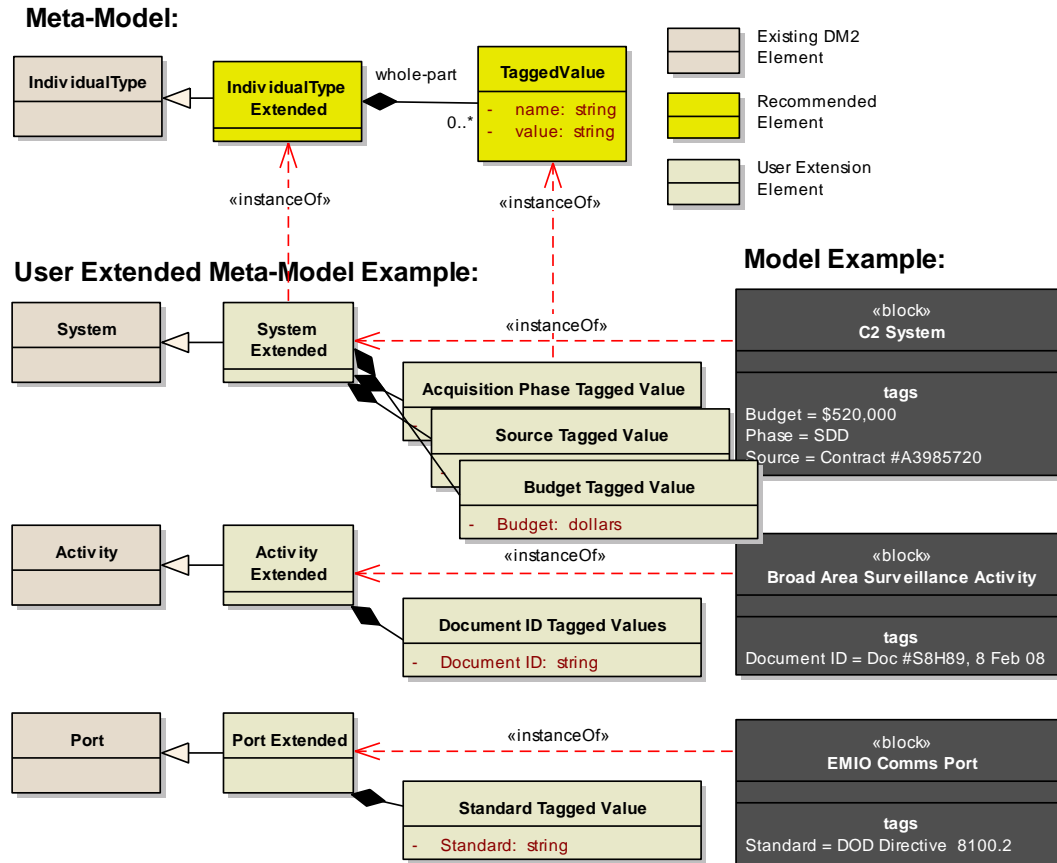 Meta-Model:
IndividualType
IndividualType
Extended
whole-part
0..*
TaggedValue
- name: string
- value: string
Existing DM2
Element
Recommended
Element
User Extension
Element
«instanceOf»
«instanceOf»
User Extended Meta-Model Example:
Model Example:
System
System
Extended
«instanceOf»
Acquisition Phase Tagged Value
Source Tagged Value
Budget Tagged Value
- Budget: dollars
«block»
C2 System
tags
Budget = $520,000
Phase = SDD
Source = Contract #A3985720
Activity
Activity
Extended
«instanceOf»
Document ID Tagged Values
- Document ID: string
«block»
Broad Area Surveillance Activity
tags
Document ID = Doc #S8H89, 8 Feb 08
Port
Port Extended
«instanceOf»
Standard Tagged Value
- Standard: string
«block»
EMIO Comms Port
tags
Standard = DOD Directive 8100.2